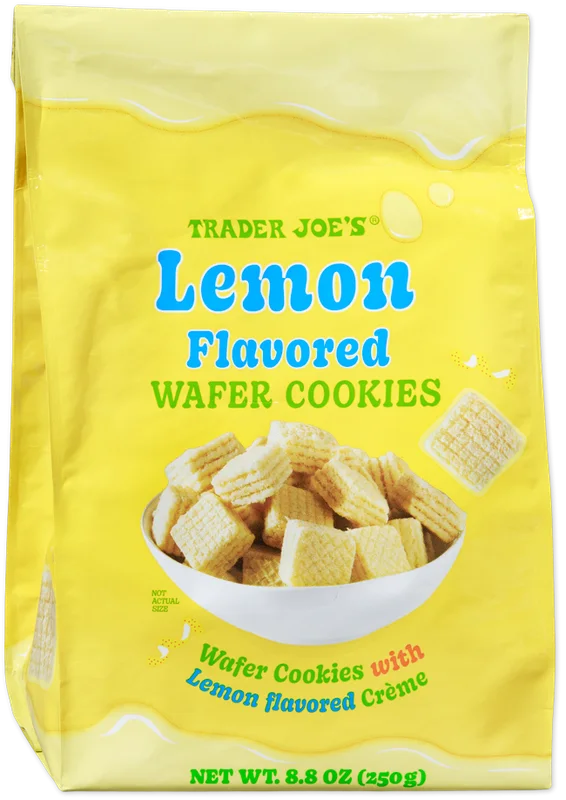 TRADER JOE'S®
Lemon
Flavored
WAFER COOKIES
NOT
ACTUAL
SIZE
Wafer Cookies with
Lemon flavored Crème
NET WT. 8.8 OZ (250g)